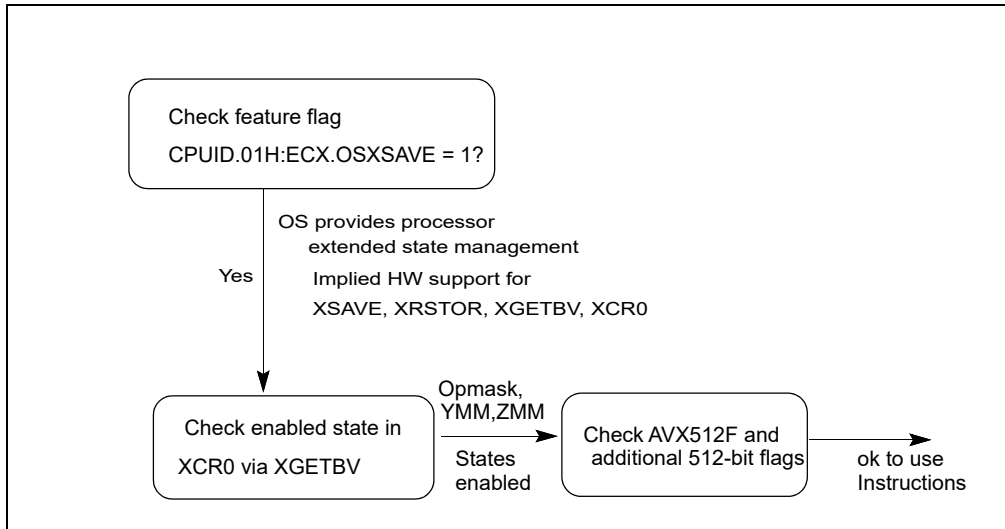 Check feature flag
CPUID.01H:ECX.OSXSAVE = 1?
OS provides processor
extended state management
Yes
Implied HW support for
XSAVE, XRSTOR, XGETBV, XCR0
Check enabled state in
XCR0 via XGETBV
Opmask,
YMM,ZMM
States
enabled
Check AVX512F and
additional 512-bit flags
ok to use
Instructions